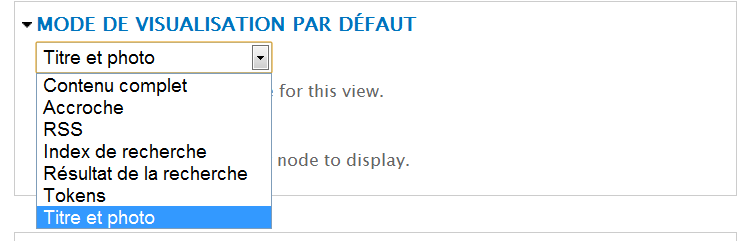 MODE DE VISUALISATION PAR DÉFAUT
Titre et photo
Contenu complet
for this view.
Accroche
RSS
Index de recherche
node to display.
Résultat de la recherche
Tokens
Titre et photo